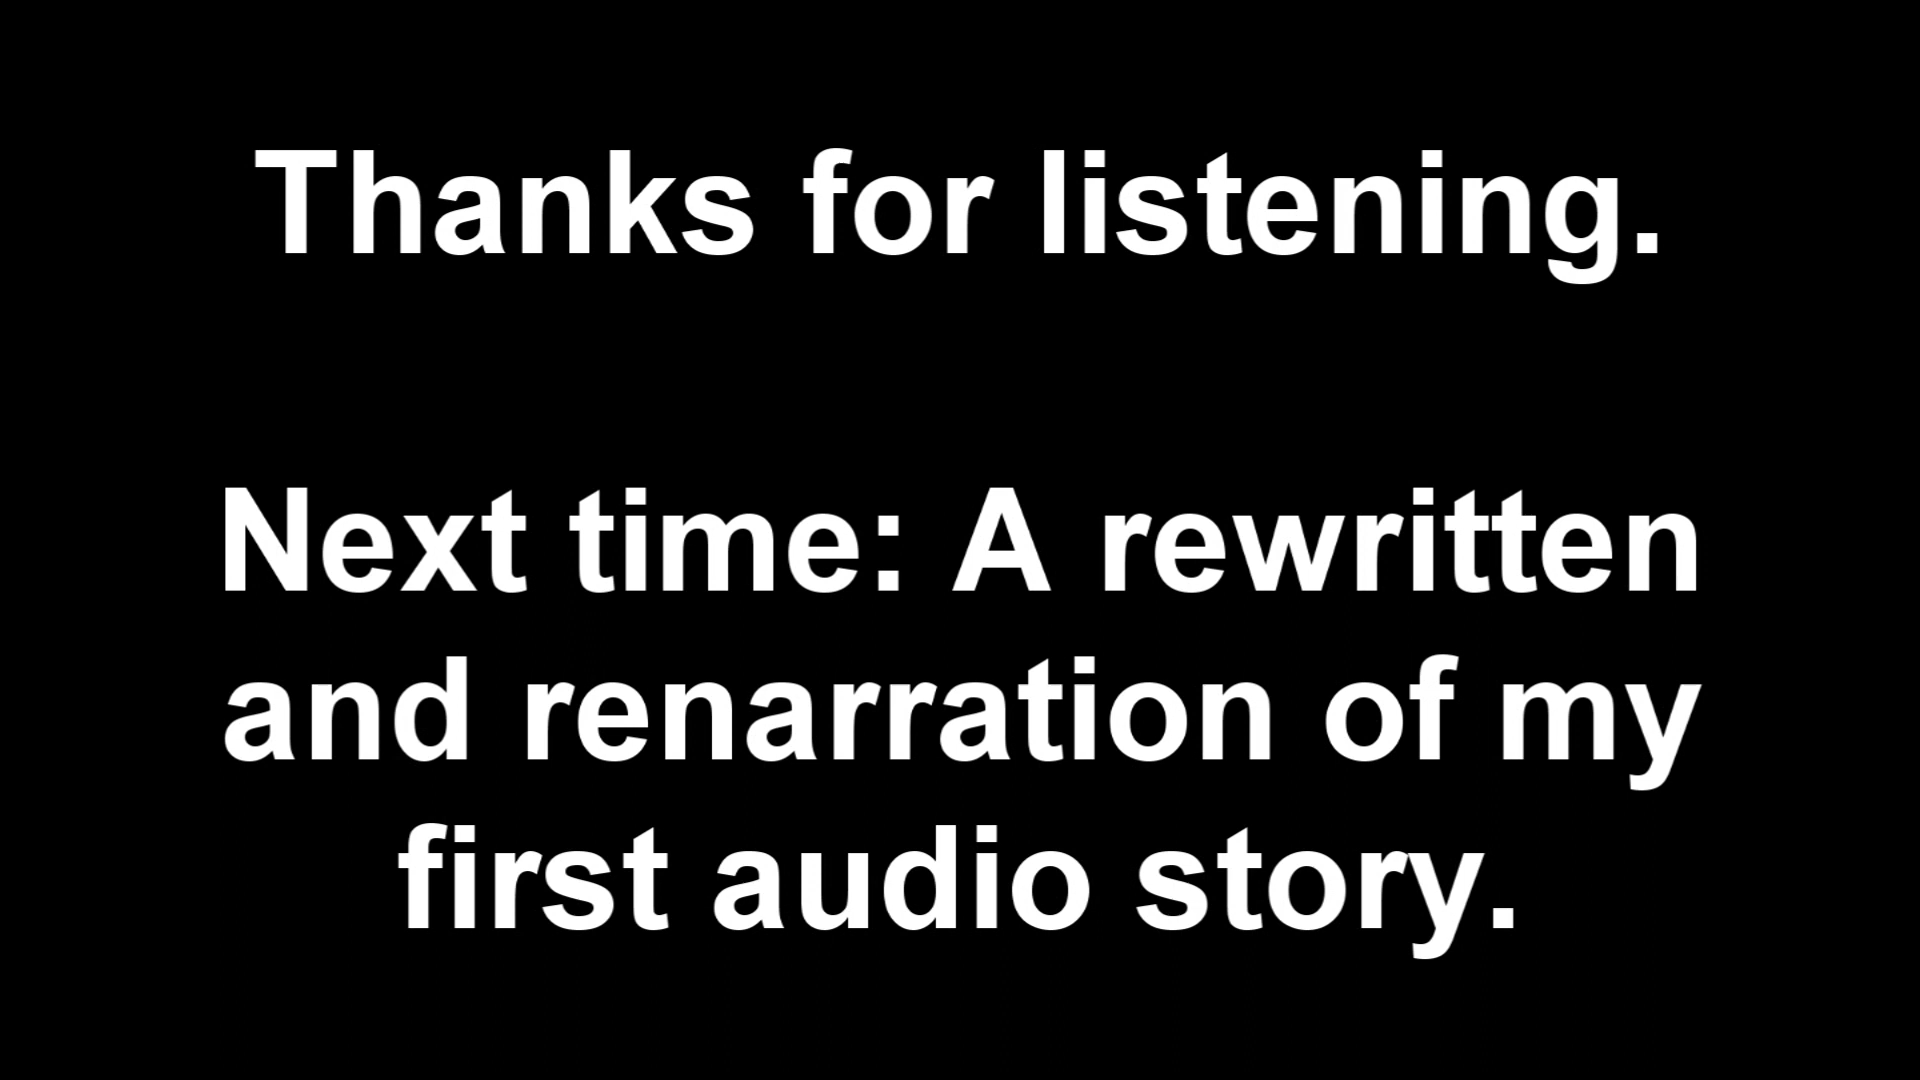 Thanks for listening.
Next time: A rewritten
and renarration of my
first audio story.